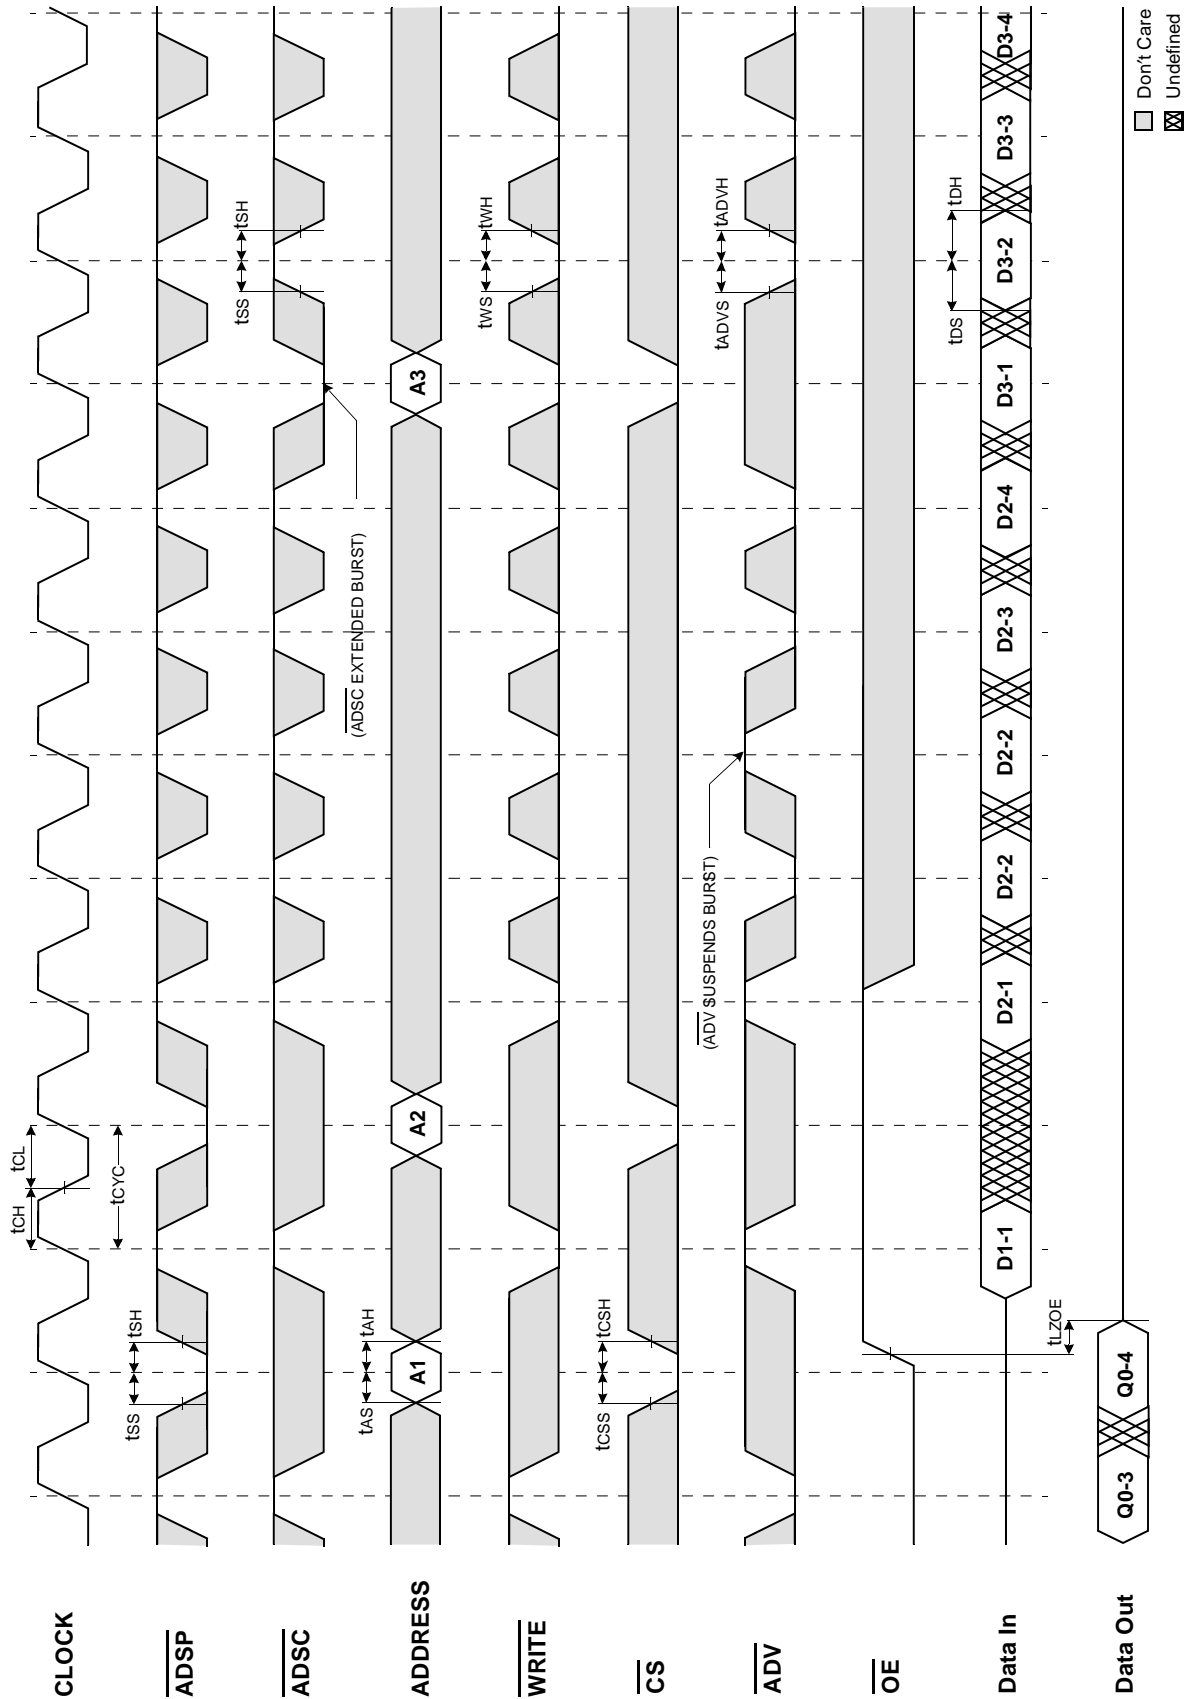 CLOCK
tCH tCL
tCYC
ADSP
tSS tSH
ADSC
tSS tSH
(ADSC EXTENDED BURST)
ADDRESS
A1 A2 A3
tAS tAH
WRITE
tWS tWH
CS
tCSS tCSH
ADV
(ADV SUSPENDS BURST)
tADVS tADVH
OE
Data In
D1-1 D2-1 D2-2 D2-2 D2-3 D2-4 D3-1 D3-2 D3-3 D3-4
tDS tDH
tLZOE
Data Out
Q0-3 Q0-4
Don't Care
Undefined